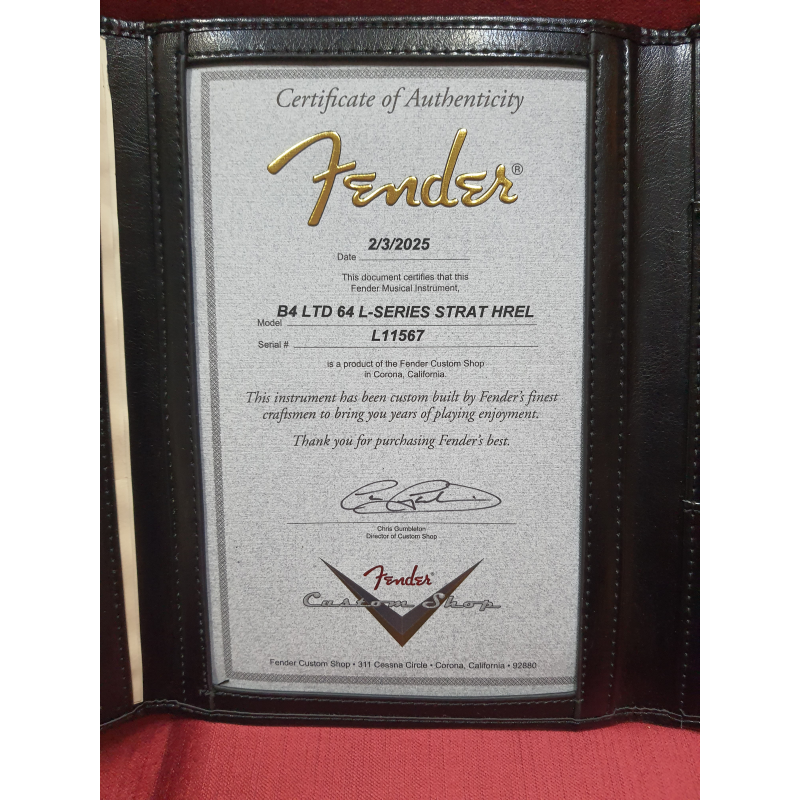 Certificate of Authenticity
Fender®
2/3/2025
Date
This document certifies that this
Fender Musical Instrument,
B4 LTD 64 L-SERIES STRAT HREL
Model
L11567
Serial #
is a product of the Fender Custom Shop
in Corona, California.
This instrument has been custom built by Fender's finest
craftsmen to bring you years of playing enjoyment.
Thank you for purchasing Fender's best.
Chris Gumbleton
Director of Custom Shop
Fender®
Custom Shop
Fender Custom Shop • 311 Cessna Circle • Corona, California • 92880